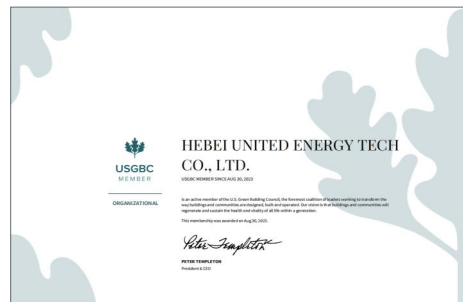 USGBC
MEMBER
ORGANIZATIONAL
HEBEI UNITED ENERGY TECH
CO., LTD.
USGBC MEMBER SINCE AUG 30, 2023
is an active member of the U.S. Green Building Council, the foremost coalition of leaders working to transform the
way buildings and communities are designed, built and operated. Our vision is that buildings and communities will
regenerate and sustain the health and vitality of all life within a generation.
This membership was awarded on Aug 30, 2023.
Peter Templeton
PETER TEMPLETON
President & CEO